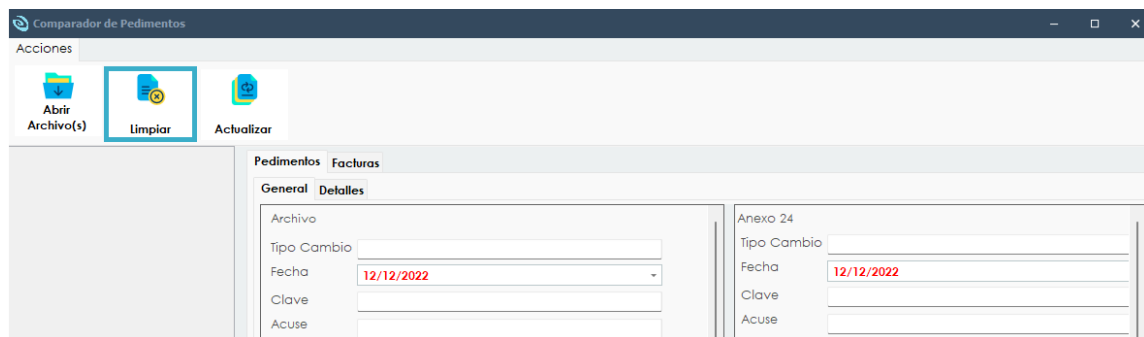 Comparador de Pedimentos
Acciones
Abrir
Archivo(s)
Limpiar
Actualizar
Pedimentos Facturas
General Detalles
Archivo
Tipo Cambio
Fecha 12/12/2022
Clave
Acuse
Anexo 24
Tipo Cambio
Fecha 12/12/2022
Clave
Acuse